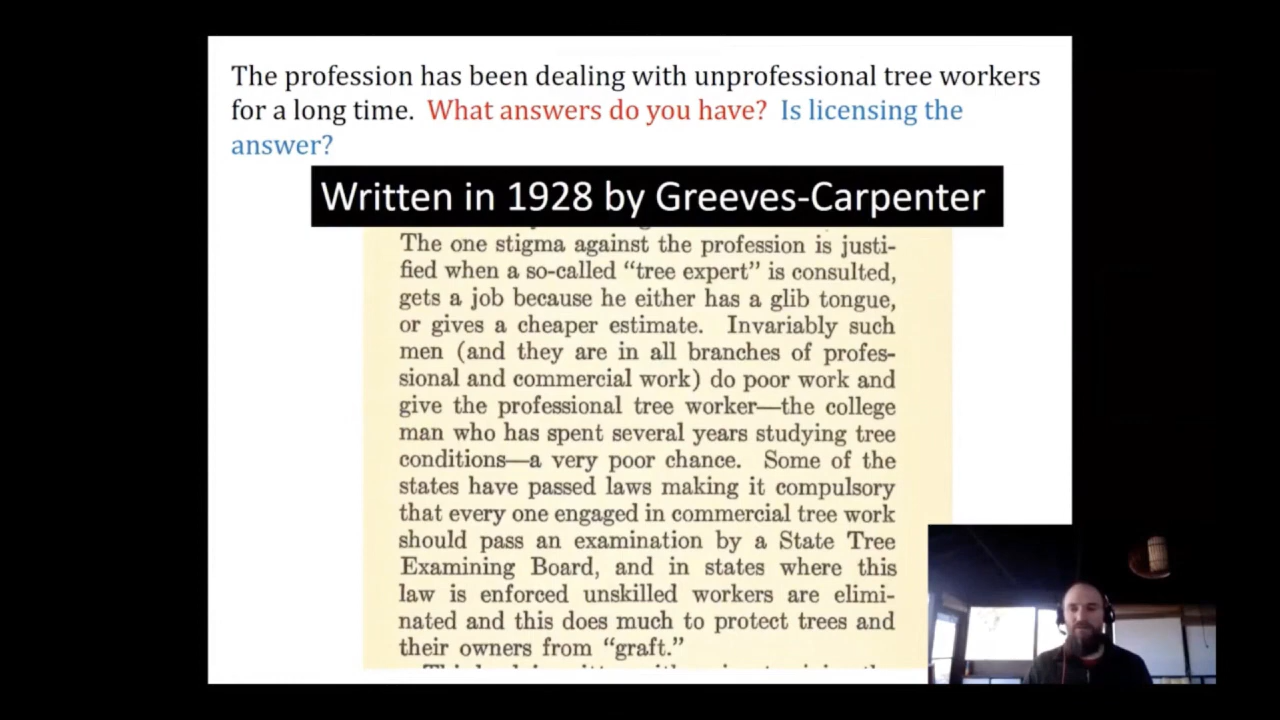 The profession has been dealing with unprofessional tree workers
for a long time. What answers do you have? Is licensing the
answer?
Written in 1928 by Greeves-Carpenter
The one stigma against the profession is justi-
fied when a so-called “tree expert” is consulted,
gets a job because he either has a glib tongue,
or gives a cheaper estimate. Invariably such
men (and they are in all branches of profes-
sional and commercial work) do poor work and
give the professional tree worker—the college
man who has spent several years studying tree
conditions—a very poor chance. Some of the
states have passed laws making it compulsory
that every one engaged in commercial tree work
should pass an examination by a State Tree
Examining Board, and in states where this
law is enforced unskilled workers are elimi-
nated and this does much to protect trees and
their owners from “graft.”